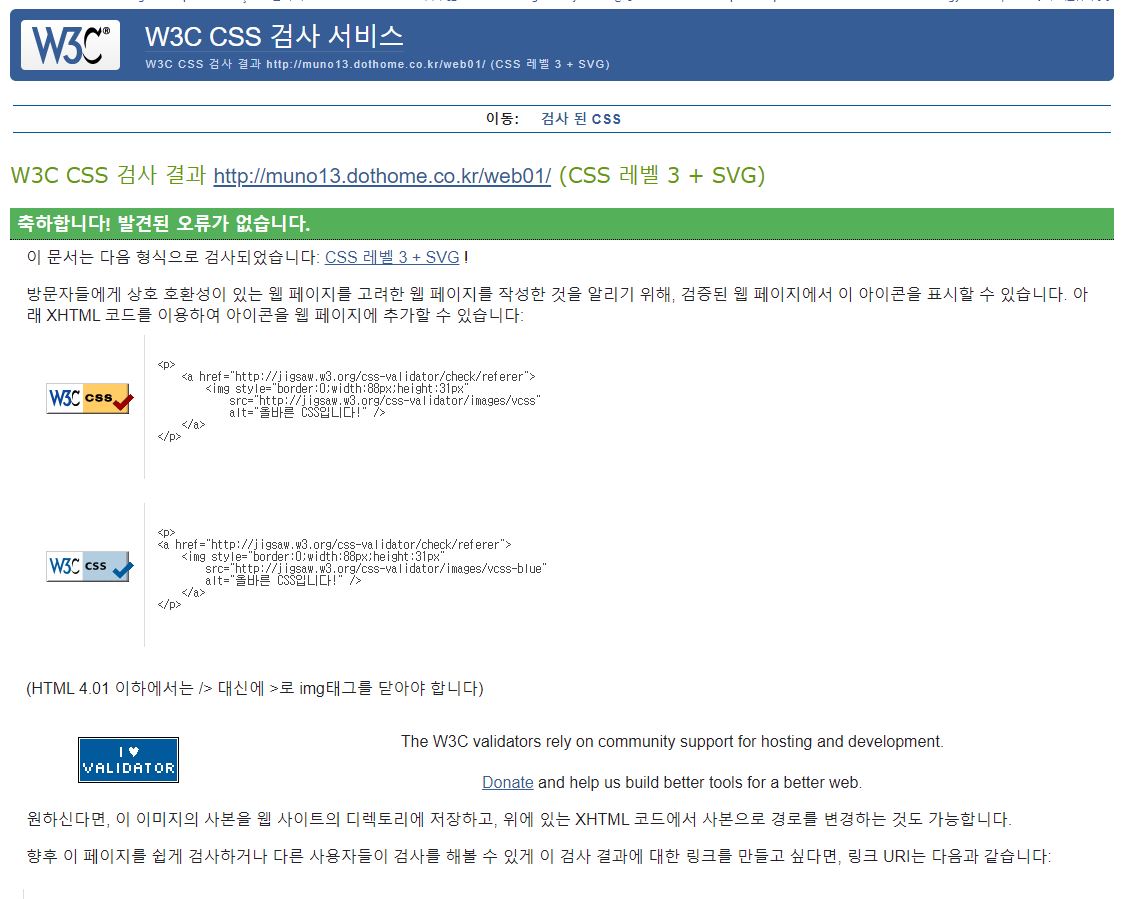 W3C®
W3C CSS 검사 서비스
W3C CSS 검사 결과 http://muno13.dothome.co.kr/web01/ (CSS 레벨 3 + SVG)
이동: 검사 된 CSS
W3C CSS 검사 결과 http://muno13.dothome.co.kr/web01/ (CSS 레벨 3 + SVG)
축하합니다! 발견된 오류가 없습니다.
이 문서는 다음 형식으로 검사되었습니다: CSS 레벨 3 + SVG !
방문자들에게 상호 호환성이 있는 웹 페이지를 고려한 웹 페이지를 작성한 것을 알리기 위해, 검증된 웹 페이지에서 이 아이콘을 표시할 수 있습니다. 아
래 XHTML 코드를 이용하여 아이콘을 웹 페이지에 추가할 수 있습니다:
W3C CSS
<p>
<a href="http://jigsaw.w3.org/css-validator/check/referer">
<img style="border:0;width:88px;height:31px"
src="http://jigsaw.w3.org/css-validator/images/vcss"
alt="올바른 CSS입니다!" />
</a>
</p>
W3C CSS
<p>
<a href="http://jigsaw.w3.org/css-validator/check/referer">
<img style="border:0;width:88px;height:31px"
src="http://jigsaw.w3.org/css-validator/images/vcss-blue"
alt="올바른 CSS입니다!" />
</a>
</p>
(HTML 4.01 이하에서는 /> 대신에 >로 img태그를 닫아야 합니다)
I ♥
VALIDATOR
The W3C validators rely on community support for hosting and development.
Donate and help us build better tools for a better web.
원하신다면, 이 이미지의 사본을 웹 사이트의 디렉토리에 저장하고, 위에 있는 XHTML 코드에서 사본으로 경로를 변경하는 것도 가능합니다.
향후 이 페이지를 쉽게 검사하거나 다른 사용자들이 검사를 해볼 수 있게 이 검사 결과에 대한 링크를 만들고 싶다면, 링크 URI는 다음과 같습니다: